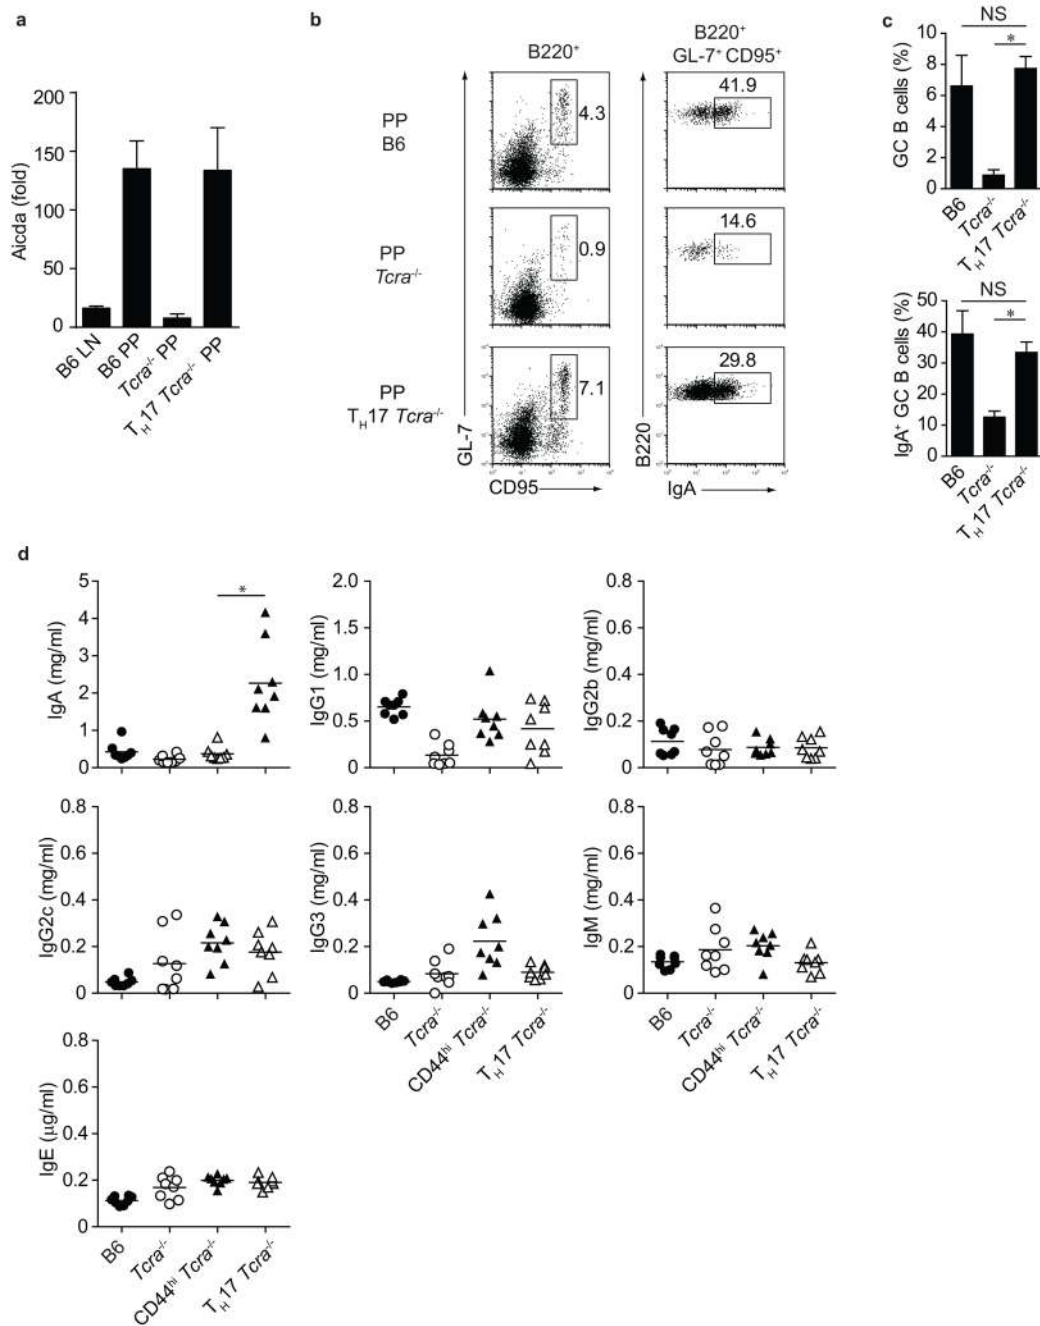 a
Aicda (fold)
200
150
100
50
0
B6 LN
B6 PP
Tcra-/- PP
TH17 Tcra-/- PP
b
B220+
B220+
GL-7+ CD95+
PP
B6
4.3
41.9
PP
Tcra-/-
0.9
14.6
PP
TH17 Tcra-/-
7.1
29.8
GL-7
CD95
B220
IgA
c
NS
*
GC B cells (%)
10
8
6
4
2
0
B6
Tcra-/-
TH17 Tcra-/-
NS
*
IgA+ GC B cells (%)
50
40
30
20
10
0
B6
Tcra-/-
TH17 Tcra-/-
d
IgA (mg/ml)
5
4
3
2
1
0
*
IgG1 (mg/ml)
2.0
1.5
1.0
0.5
0
IgG2b (mg/ml)
0.8
0.6
0.4
0.2
0
IgG2c (mg/ml)
0.8
0.6
0.4
0.2
0
IgG3 (mg/ml)
0.8
0.6
0.4
0.2
0
B6
Tcra-/-
CD44hi Tcra-/-
TH17 Tcra-/-
IgM (mg/ml)
0.8
0.6
0.4
0.2
0
B6
Tcra-/-
CD44hi Tcra-/-
TH17 Tcra-/-
IgE (µg/ml)
0.8
0.6
0.4
0.2
0
B6
Tcra-/-
CD44hi Tcra-/-
TH17 Tcra-/-